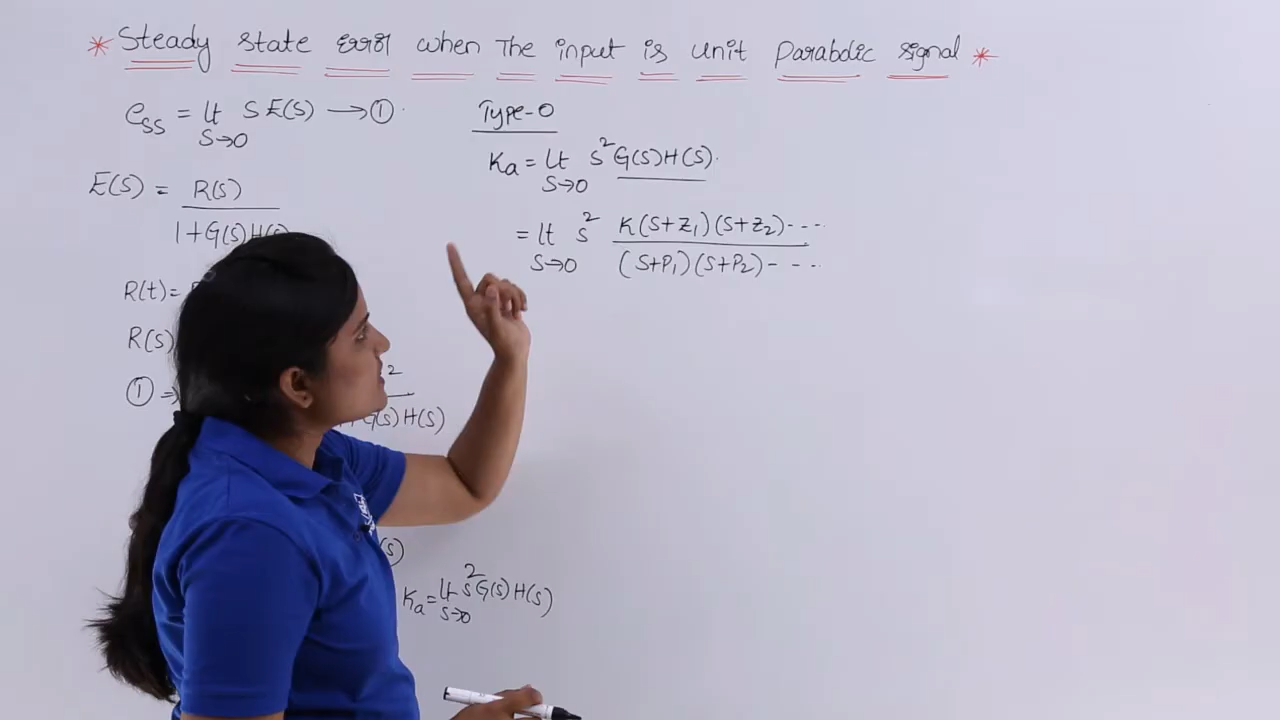 * Steady state error when The input is unit Parabolic signal *
ess = lt S→0 S E(S) → ①.
E(S) = R(S) / 1+G(S)H(S)
R(t)=
R(S)
① ⇒ 2
G(S)H(S)
(S)
Ka = lt S→0 S² G(S) H(S)
Type-0
Ka = lt S→0 S² G(S)H(S).
= lt S→0 S² K(S+Z1)(S+Z2)---- / (S+P1)(S+P2)- - --